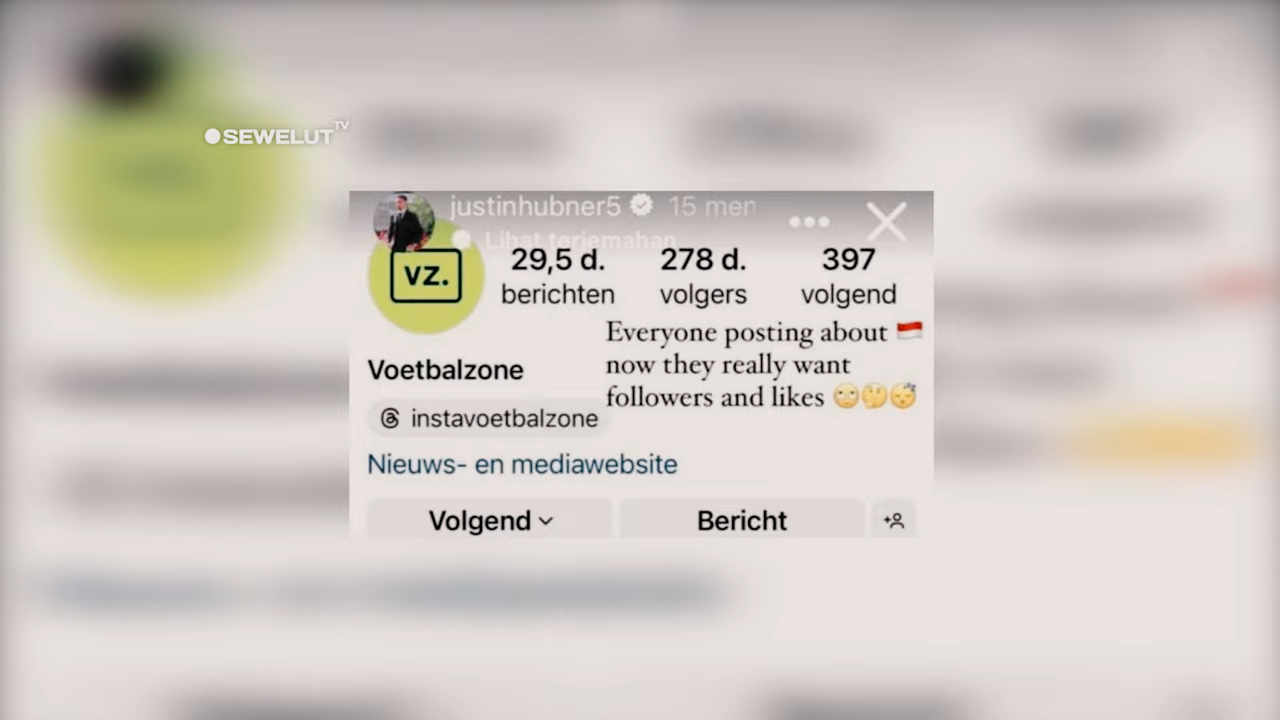 SEWELUT TV
justinhubner5 15 men
Lihat terjemahan
VZ.
29,5 d. 278 d. 397
berichten volgers volgend
Everyone posting about 🇮🇩
now they really want
followers and likes 🙄🤔😴
Voetbalzone
instavoetbalzone
Nieuws- en mediawebsite
Volgend Bericht